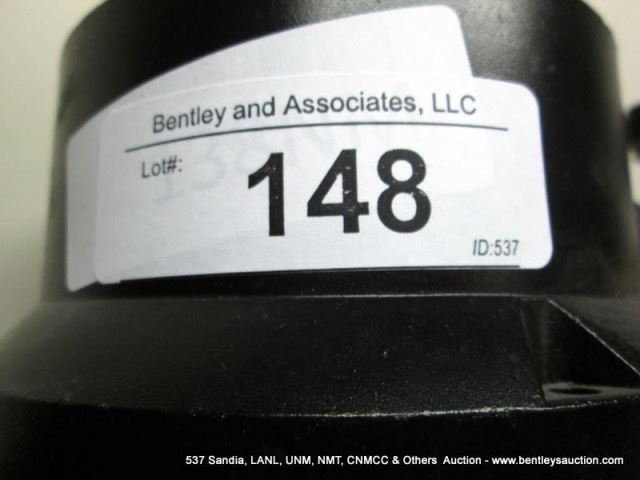 Bentley and Associates, LLC
Lot#:
148
ID:537
537 Sandia, LANL, UNM, NMT, CNMCC & Others Auction - www.bentleysauction.com